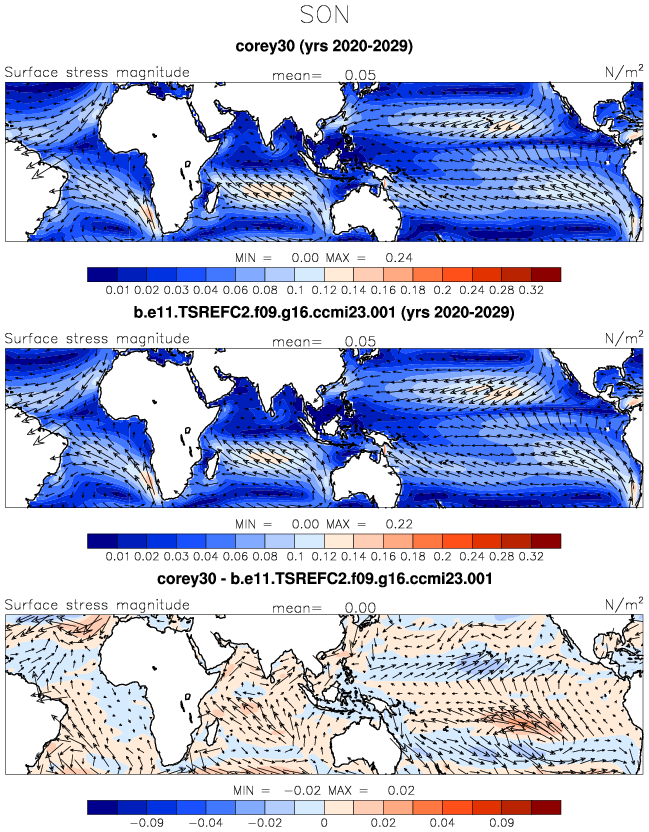 SON
corey30 (yrs 2020-2029)
Surface stress magnitude mean= 0.05 N/m²
MIN = 0.00 MAX = 0.24
0.01 0.02 0.03 0.04 0.06 0.08 0.1 0.12 0.14 0.16 0.18 0.2 0.24 0.28 0.32
b.e11.TSREFC2.f09.g16.ccmi23.001 (yrs 2020-2029)
Surface stress magnitude mean= 0.05 N/m²
MIN = 0.00 MAX = 0.22
0.01 0.02 0.03 0.04 0.06 0.08 0.1 0.12 0.14 0.16 0.18 0.2 0.24 0.28 0.32
corey30 - b.e11.TSREFC2.f09.g16.ccmi23.001
Surface stress magnitude mean= 0.00 N/m²
MIN = −0.02 MAX = 0.02
−0.09 −0.04 −0.02 0 0.02 0.04 0.09